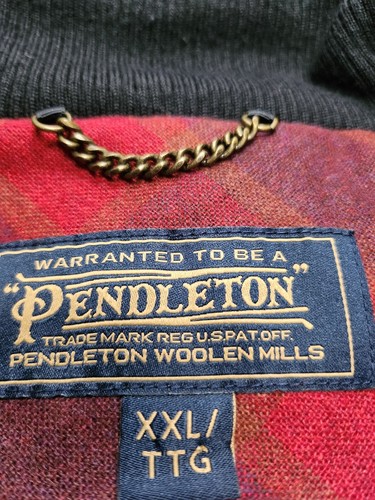 WARRANTED TO BE A
"PENDLETON"
TRADE MARK REG U.S.PAT.OFF.
PENDLETON WOOLEN MILLS
XXL/
TTG